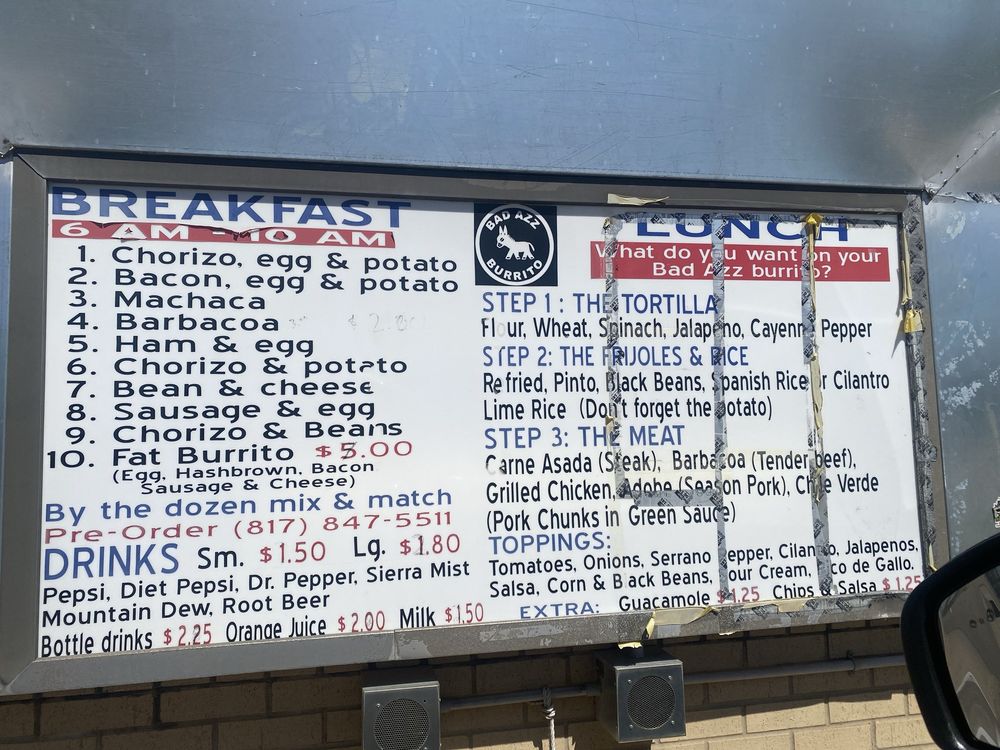 BREAKFAST
6 AM - 10 AM
1. Chorizo, egg & potato
2. Bacon, egg & potato
3. Machaca
4. Barbacoa
5. Ham & egg
6. Chorizo & potato
7. Bean & cheese
8. Sausage & egg
9. Chorizo & Beans
10. Fat Burrito $5.00
(Egg, Hashbrown, Bacon
Sausage & Cheese)
By the dozen mix & match
Pre-Order (817) 847-5511
DRINKS Sm. $1.50 Lg. $1.80
Pepsi, Diet Pepsi, Dr. Pepper, Sierra Mist
Mountain Dew, Root Beer
Bottle drinks $2.25 Orange Juice $2.00 Milk $1.50
BAD AZZ
BURRITO
LUNCH
What do you want on your
Bad Azz burrito?
STEP 1: THE TORTILLA
Flour, Wheat, Spinach, Jalapeno, Cayenne Pepper
STEP 2: THE FRIJOLES & RICE
Refried, Pinto, Black Beans, Spanish Rice or Cilantro
Lime Rice (Don't forget the potato)
STEP 3: THE MEAT
Carne Asada (Steak), Barbacoa (Tender beef),
Grilled Chicken, Adobe (Season Pork), Chile Verde
(Pork Chunks in Green Sauce)
TOPPINGS:
Tomatoes, Onions, Serrano Pepper, Cilantro, Jalapenos,
Salsa, Corn & Black Beans, Sour Cream, Pico de Gallo,
EXTRA: Guacamole $1.25 Chips & Salsa $1.25